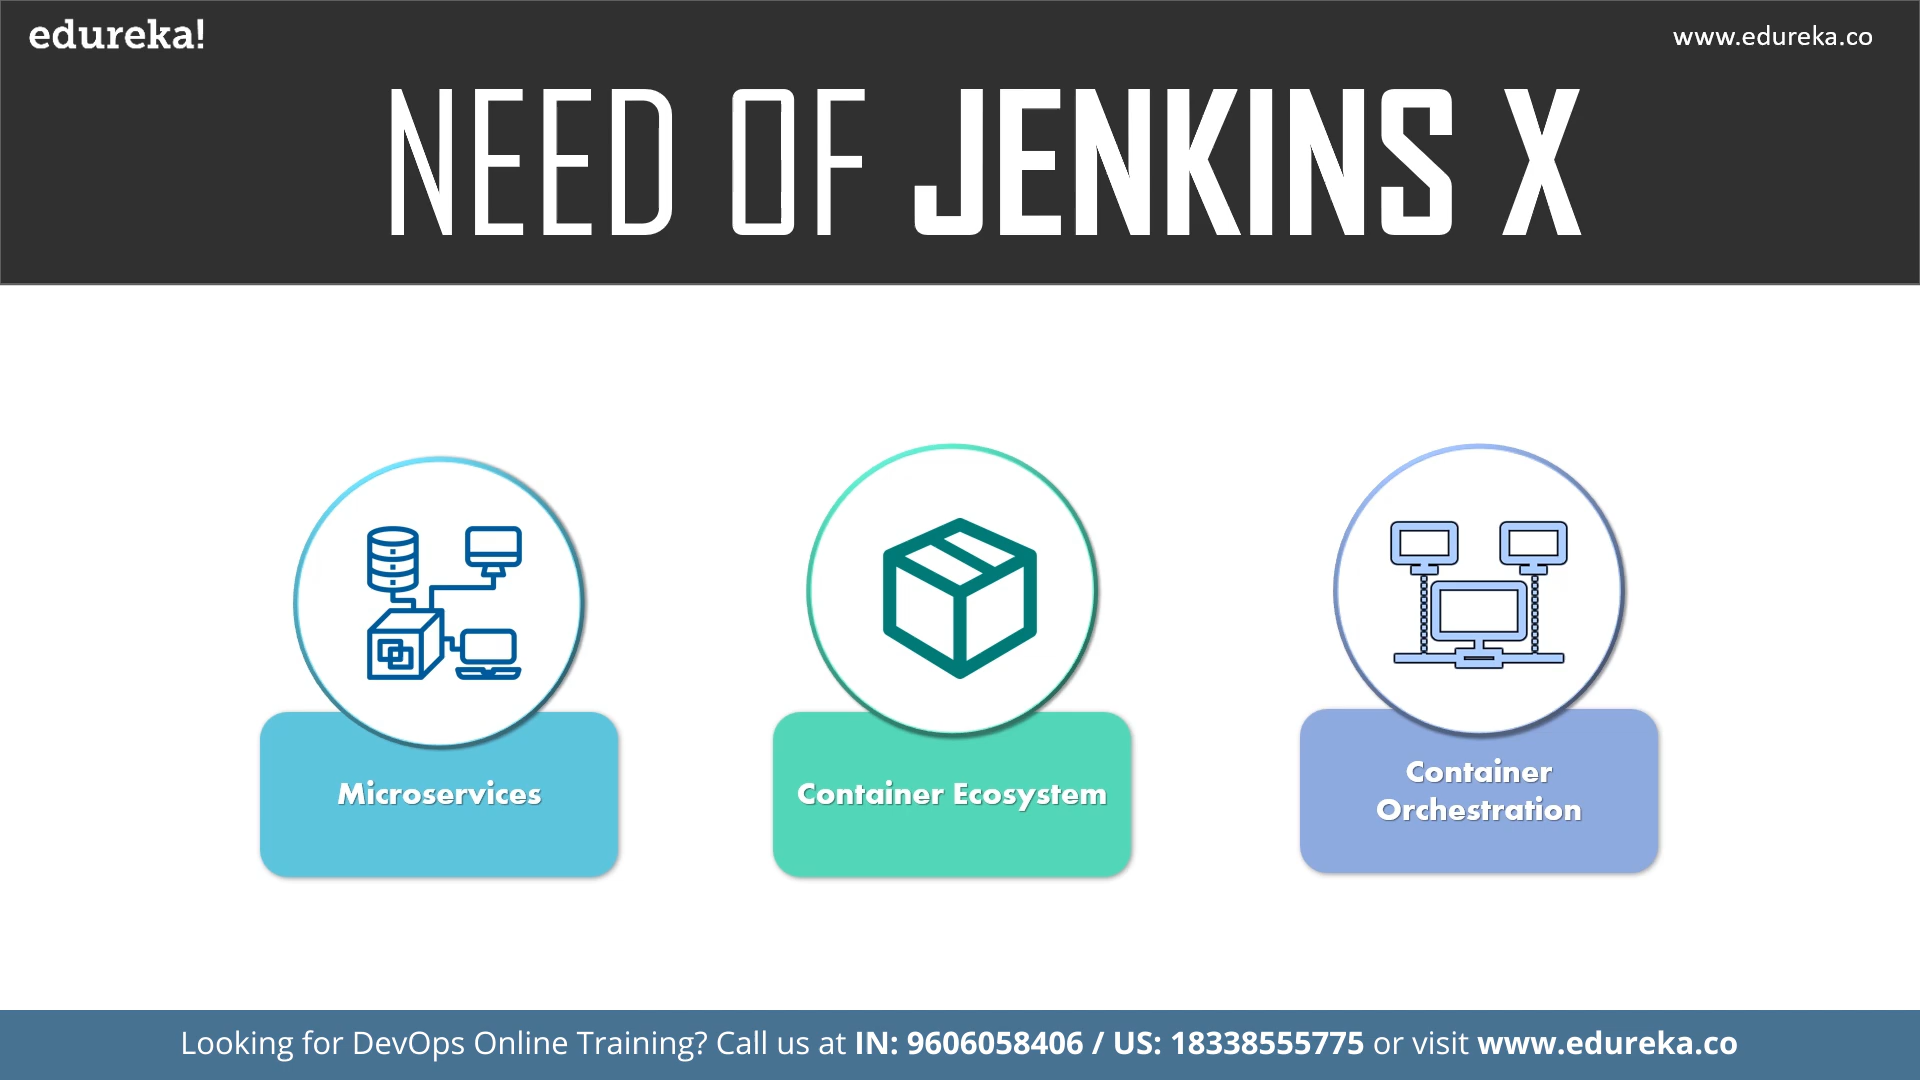 edureka!
www.edureka.co
NEED OF JENKINS X
Microservices
Container Ecosystem
Container
Orchestration
Looking for DevOps Online Training? Call us at IN: 9606058406 / US: 18338555775 or visit www.edureka.co